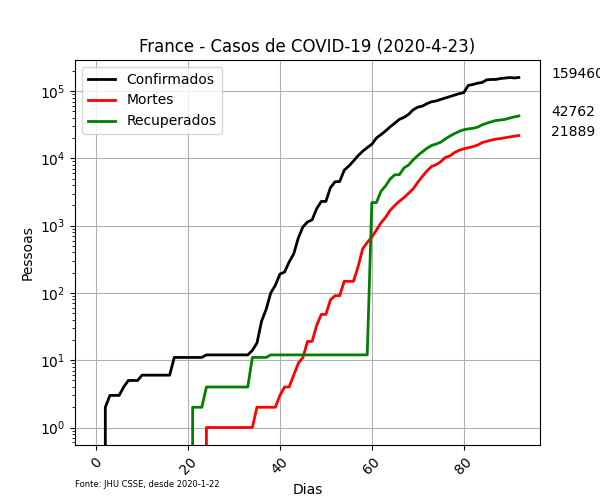 France - Casos de COVID-19 (2020-4-23)
Confirmados
Mortes
Recuperados
159460
42762
21889
10^5
10^4
10^3
10^2
10^1
10^0
Pessoas
0 20 40 60 80
Dias
Fonte: JHU CSSE, desde 2020-1-22